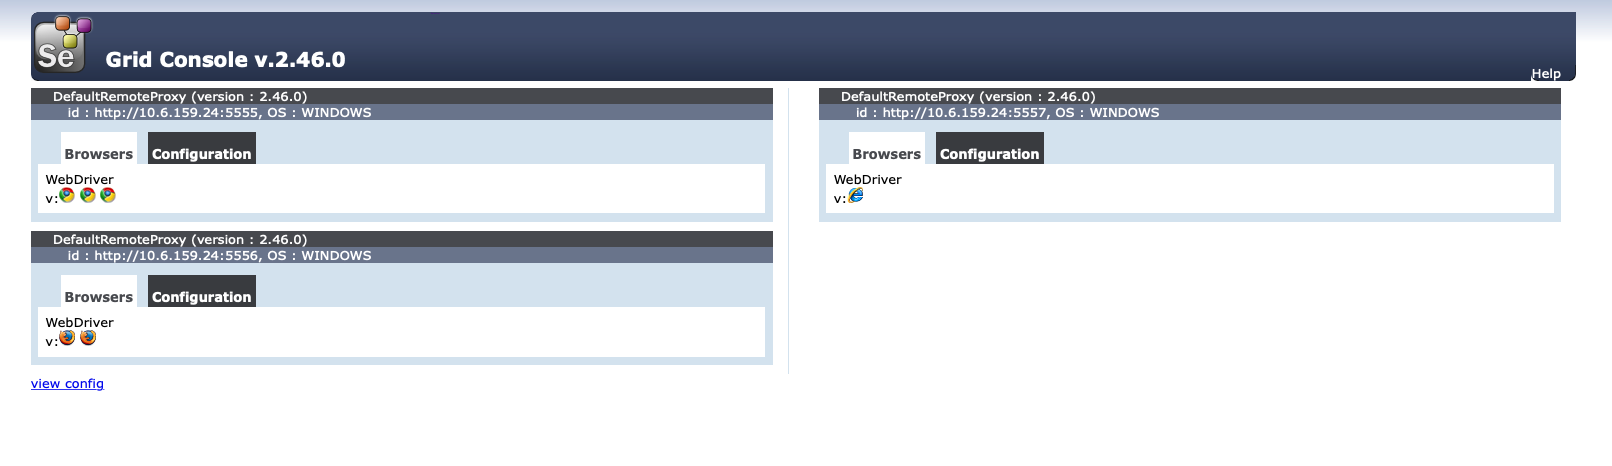 Se
Grid Console v.2.46.0
Help
DefaultRemoteProxy (version : 2.46.0)
id : http://10.6.159.24:5555, OS : WINDOWS
Browsers
Configuration
WebDriver
v:
DefaultRemoteProxy (version : 2.46.0)
id : http://10.6.159.24:5556, OS : WINDOWS
Browsers
Configuration
WebDriver
v:
view config
DefaultRemoteProxy (version : 2.46.0)
id : http://10.6.159.24:5557, OS : WINDOWS
Browsers
Configuration
WebDriver
v: